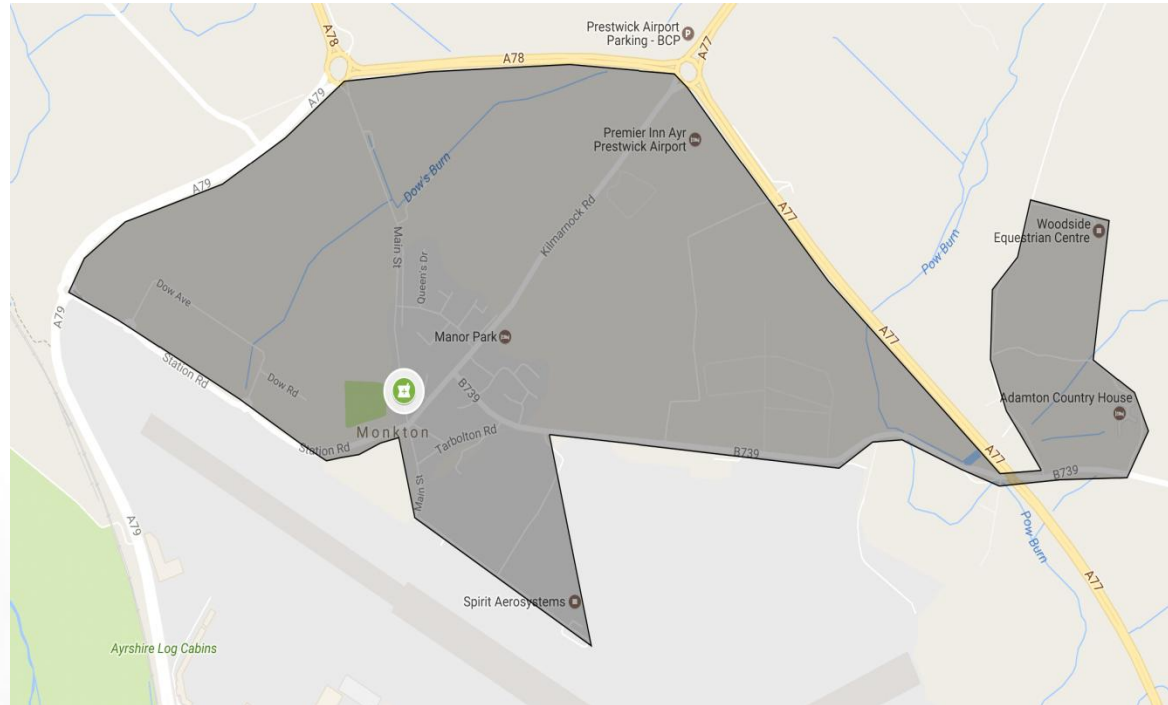 A78
Prestwick Airport
Parking - BCP
A77
A78
A79
Premier Inn Ayr
Prestwick Airport
Dow's Burn
A79
A77
Kilmarnock Rd
Woodside
Equestrian Centre
Main St
Pow Burn
Queen's Dr
Dow Ave
A79
A77
Manor Park
Station Rd
Dow Rd
B739
Adamton Country House
Monkton
Tarbolton Rd
Station Rd
B739
A77
B739
Main St
A79
Pow Burn
A77
Spirit Aerosystems
Ayrshire Log Cabins